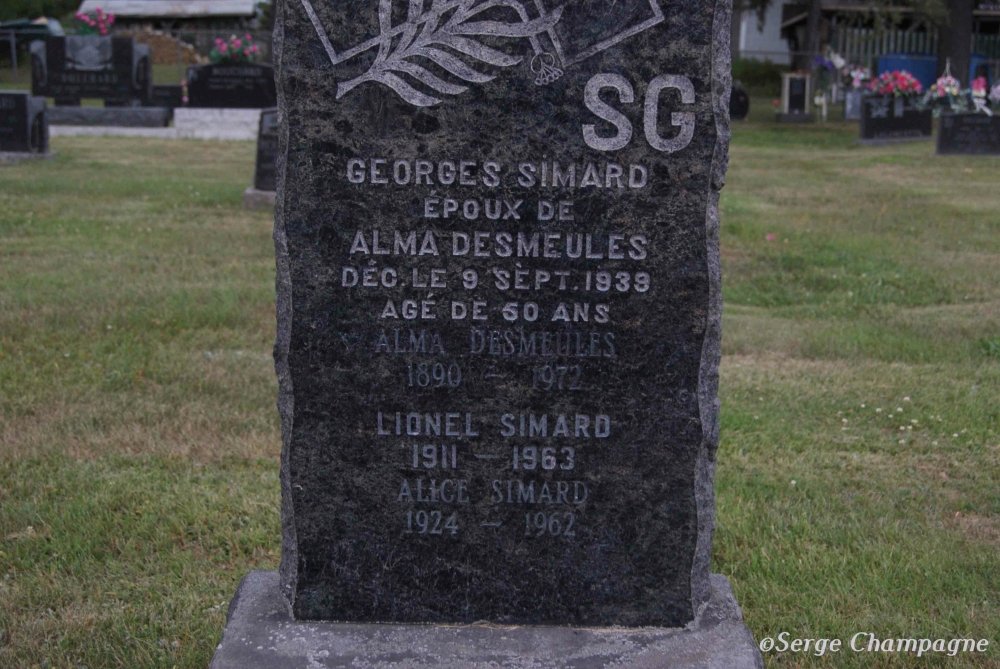 SG
GEORGES SIMARD
ÉPOUX DE
ALMA DESMEULES
DÉC. LE 9 SEPT. 1939
AGÉ DE 50 ANS
ALMA DESMEULES
1890 - 1972
LIONEL SIMARD
1911 - 1963
ALICE SIMARD
1924 - 1962
©Serge Champagne